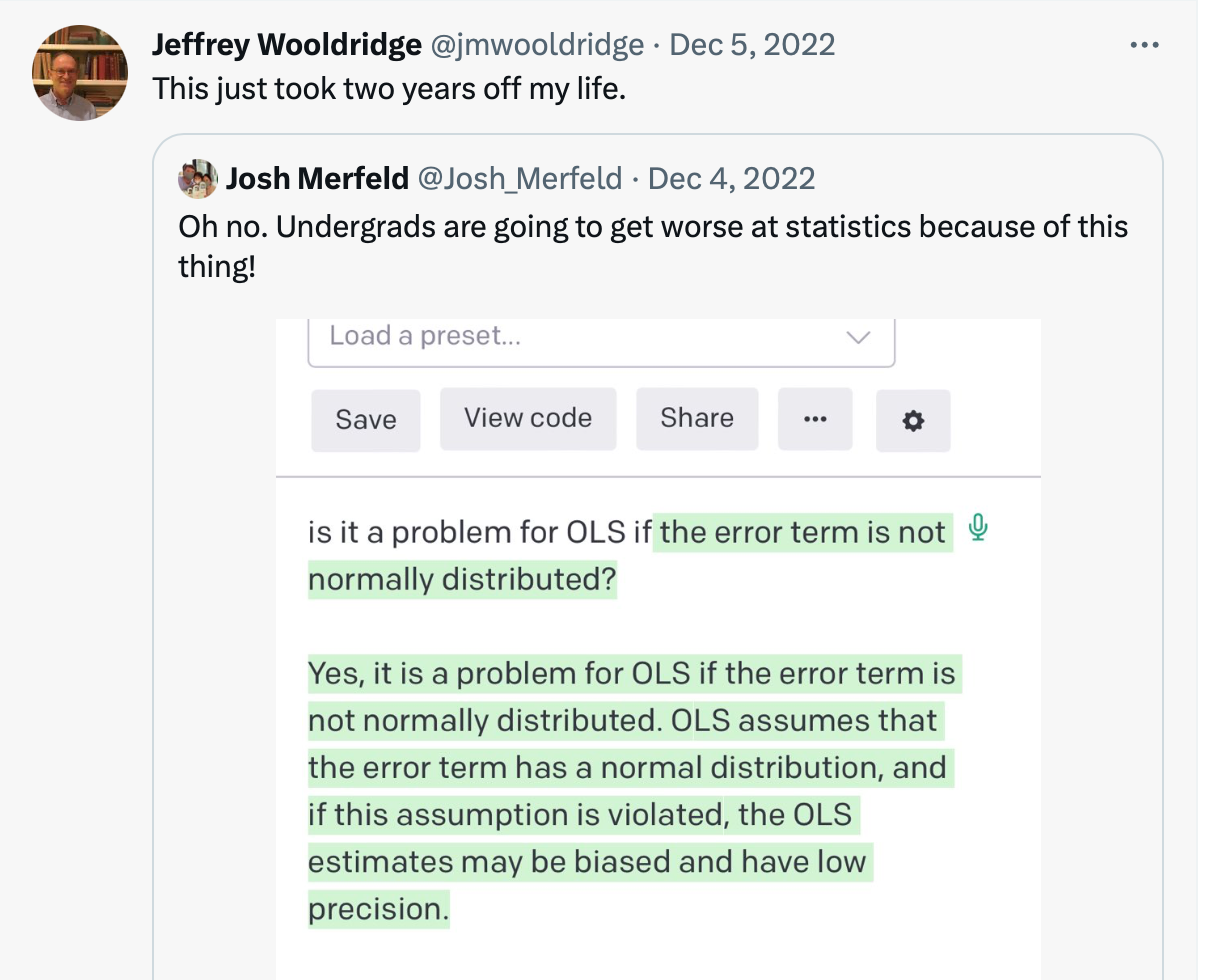 Jeffrey Wooldridge @jmwooldridge · Dec 5, 2022 ···
This just took two years off my life.
Josh Merfeld @Josh_Merfeld · Dec 4, 2022
Oh no. Undergrads are going to get worse at statistics because of this
thing!
Load a preset...
Save View code Share ···
is it a problem for OLS if the error term is not
normally distributed?
Yes, it is a problem for OLS if the error term is
not normally distributed. OLS assumes that
the error term has a normal distribution, and
if this assumption is violated, the OLS
estimates may be biased and have low
precision.